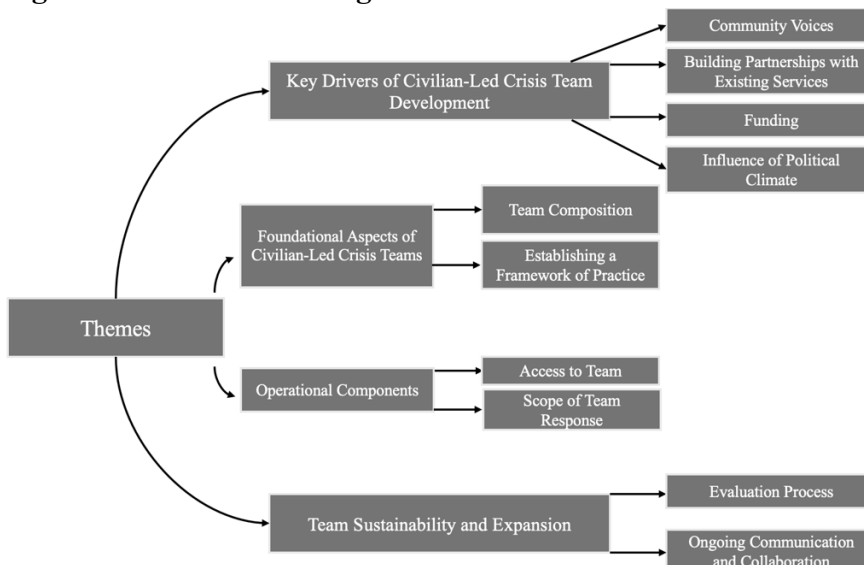 Community Voices
Key Drivers of Civilian-Led Crisis Team
Development
Building Partnerships with
Existing Services
Funding
Influence of Political
Climate
Foundational Aspects of
Civilian-Led Crisis Teams
Team Composition
Establishing a
Framework of Practice
Themes
Operational Components
Access to Team
Scope of Team
Response
Team Sustainability and Expansion
Evaluation Process
Ongoing Communication
and Collaboration